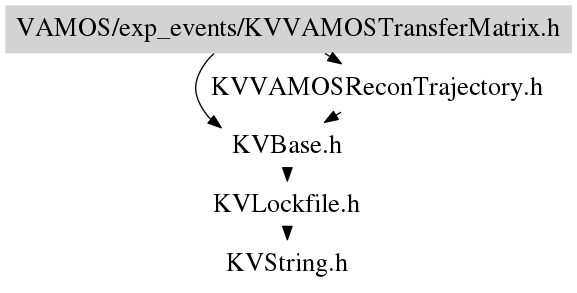 VAMOS/exp_events/KVVAMOSTransferMatrix.h
KVVAMOSReconTrajectory.h
KVBase.h
KVLockfile.h
KVString.h